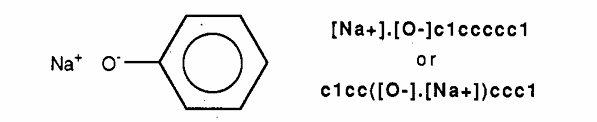 [Na+].[O-]c1ccccc1
or
Na⁺ O⁻
c1cc([O-].[Na+])ccc1